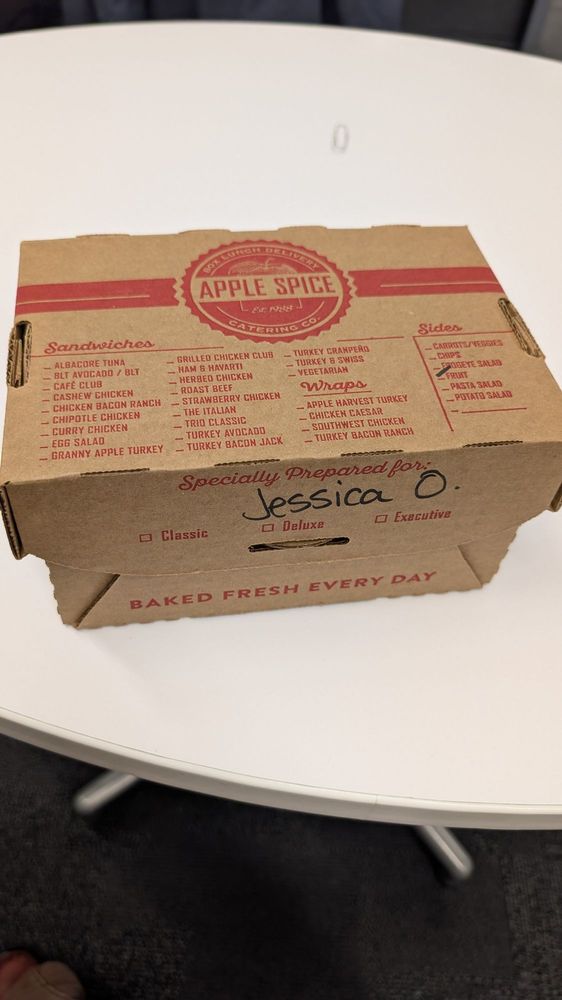 BOX LUNCH DELIVERY
APPLE SPICE
Est. 1988
CATERING CO.
Sandwiches
ALBACORE TUNA
BLT AVOCADO / BLT
CAFÉ CLUB
CASHEW CHICKEN
CHICKEN BACON RANCH
CHIPOTLE CHICKEN
CURRY CHICKEN
EGG SALAD
GRANNY APPLE TURKEY
GRILLED CHICKEN CLUB
HAM & HAVARTI
HERBED CHICKEN
ROAST BEEF
STRAWBERRY CHICKEN
THE ITALIAN
TRIO CLASSIC
TURKEY AVOCADO
TURKEY BACON JACK
TURKEY CRANPEÑO
TURKEY & SWISS
VEGETARIAN
Wraps
APPLE HARVEST TURKEY
CHICKEN CAESAR
SOUTHWEST CHICKEN
TURKEY BACON RANCH
Sides
CARROTS/VEGGIES
CHIPS
POPEYE SALAD
FRUIT
PASTA SALAD
POTATO SALAD
Specially Prepared for:
Jessica O.
Classic
Deluxe
Executive
BAKED FRESH EVERY DAY